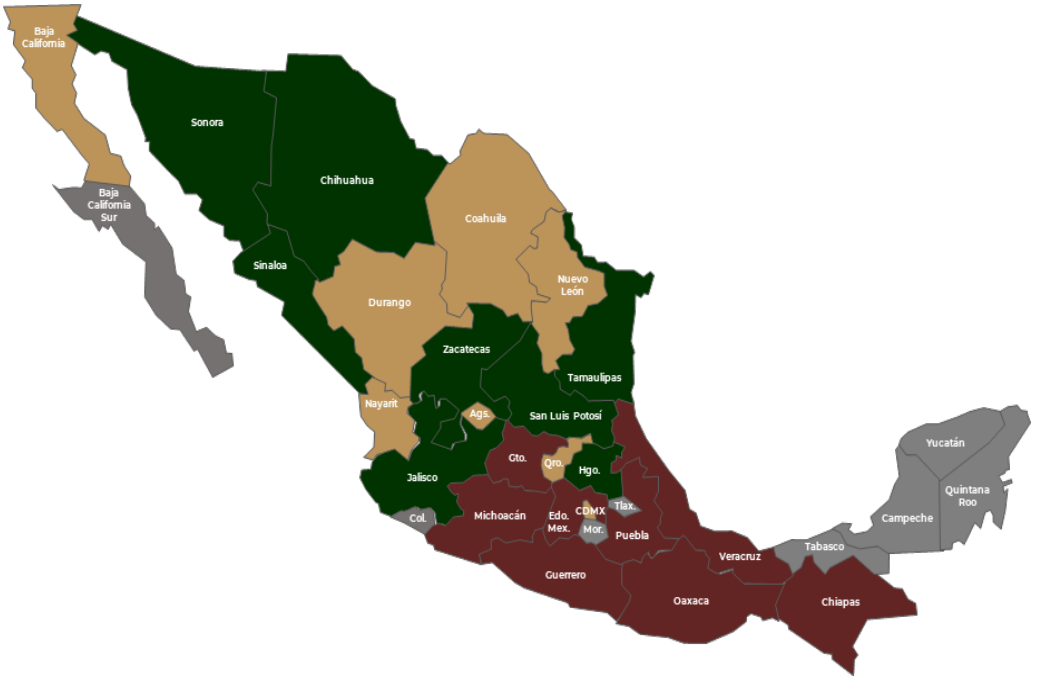 Baja
California
Sonora
Chihuahua
Baja
California
Sur
Coahuila
Sinaloa
Nuevo
León
Durango
Zacatecas
Tamaulipas
Nayarit
Ags.
San Luis Potosí
Yucatán
Gto.
Qro.
Hgo.
Jalisco
Quintana
Roo
Tlax.
CDMX
Michoacán
Edo.
Mex.
Col.
Campeche
Mor.
Puebla
Tabasco
Veracruz
Guerrero
Oaxaca
Chiapas